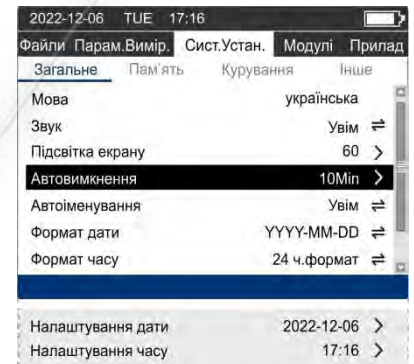 2022-12-06 TUE 17:16
Файли Парам.Вимір. Сист.Устан. Модулі Прилад
Загальне Пам'ять Курування Інше
Мова українська
Звук Увім
Підсвітка екрану 60
Автовимкнення 10Min
Автоіменування Увім
Формат дати YYYY-MM-DD
Формат часу 24 ч.формат
Налаштування дати 2022-12-06
Налаштування часу 17:16